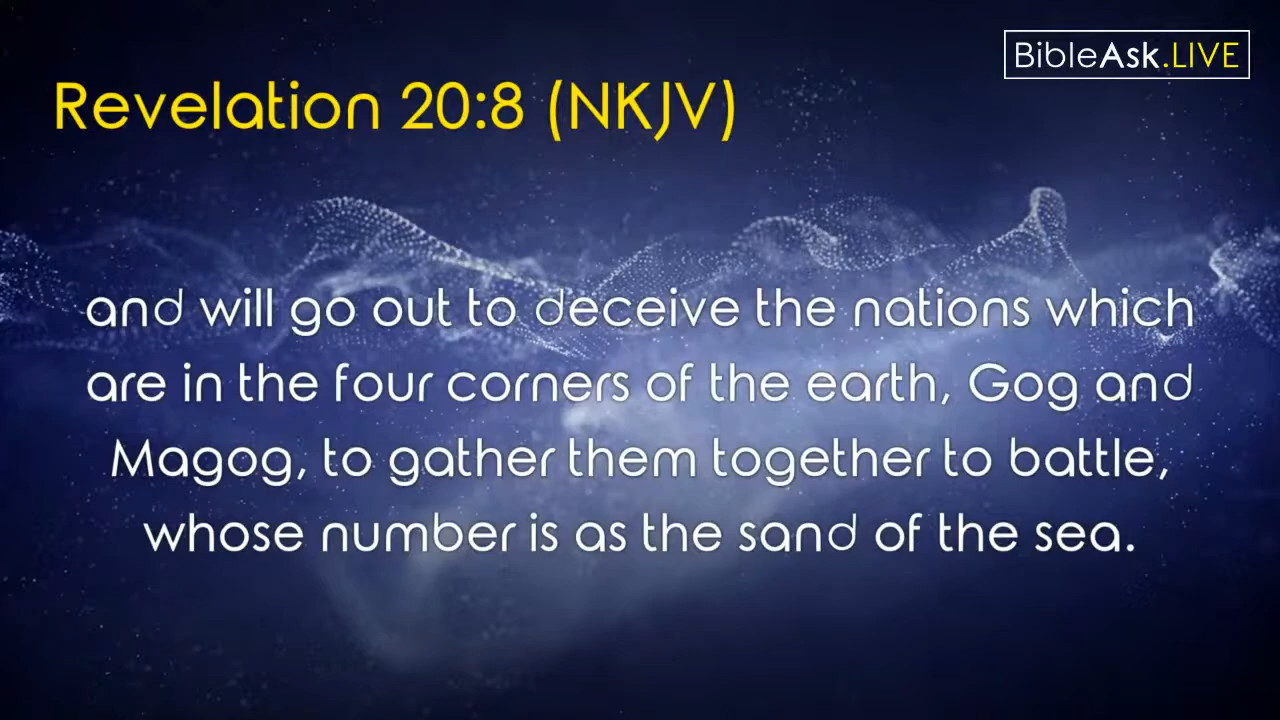 BibleAsk.LIVE
Revelation 20:8 (NKJV)
and will go out to deceive the nations which
are in the four corners of the earth, Gog and
Magog, to gather them together to battle,
whose number is as the sand of the sea.